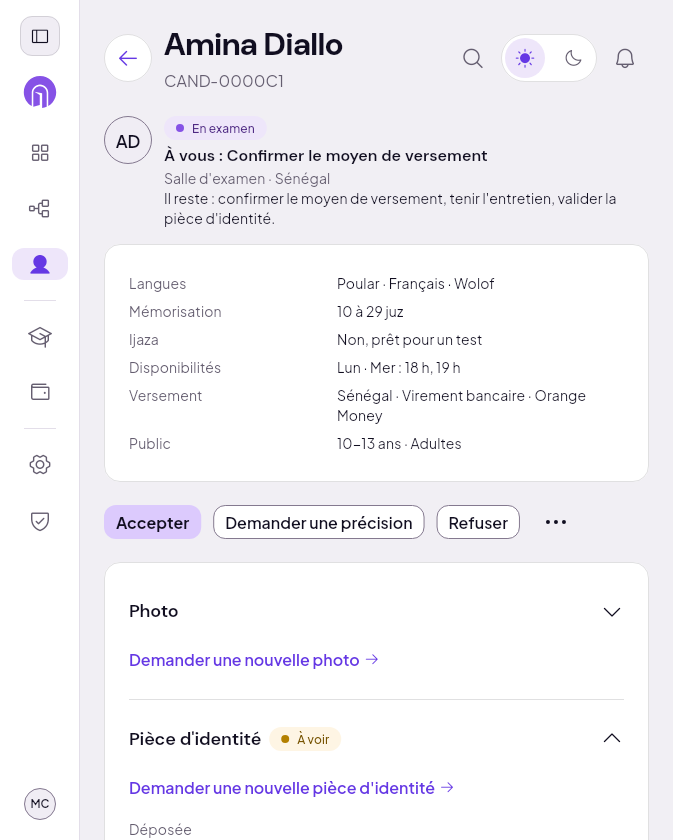 Amina Diallo
CAND-0000C1
AD
En examen
À vous : Confirmer le moyen de versement
Salle d'examen · Sénégal
Il reste : confirmer le moyen de versement, tenir l'entretien, valider la
pièce d'identité.
Langues
Poular · Français · Wolof
Mémorisation
10 à 29 juz
Ijaza
Non, prêt pour un test
Disponibilités
Lun · Mer : 18 h, 19 h
Versement
Sénégal · Virement bancaire · Orange
Money
Public
10–13 ans · Adultes
Accepter
Demander une précision
Refuser
Photo
Demander une nouvelle photo
Pièce d'identité
À voir
Demander une nouvelle pièce d'identité
Déposée
MC